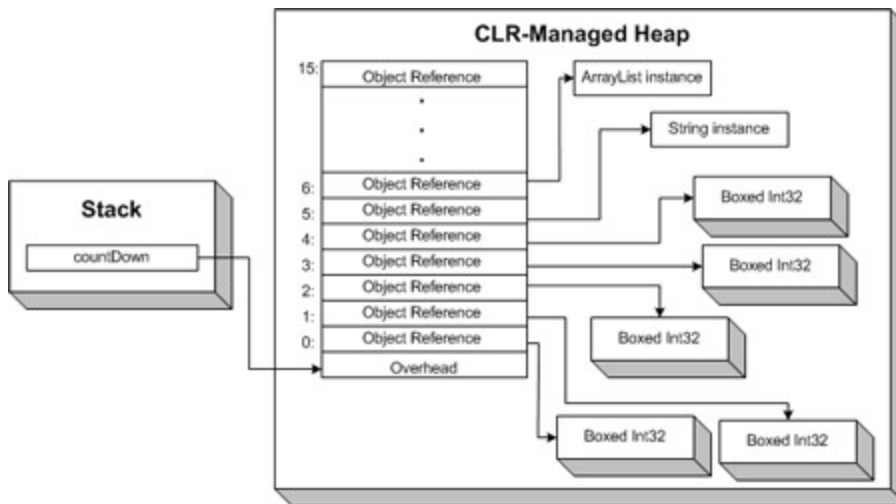 CLR-Managed Heap
15:
Object Reference
ArrayList instance
.
.
.
String instance
6:
Object Reference
5:
Object Reference
4:
Object Reference
3:
Object Reference
2:
Object Reference
1:
Object Reference
0:
Object Reference
Overhead
Stack
countDown
Boxed Int32
Boxed Int32
Boxed Int32
Boxed Int32
Boxed Int32